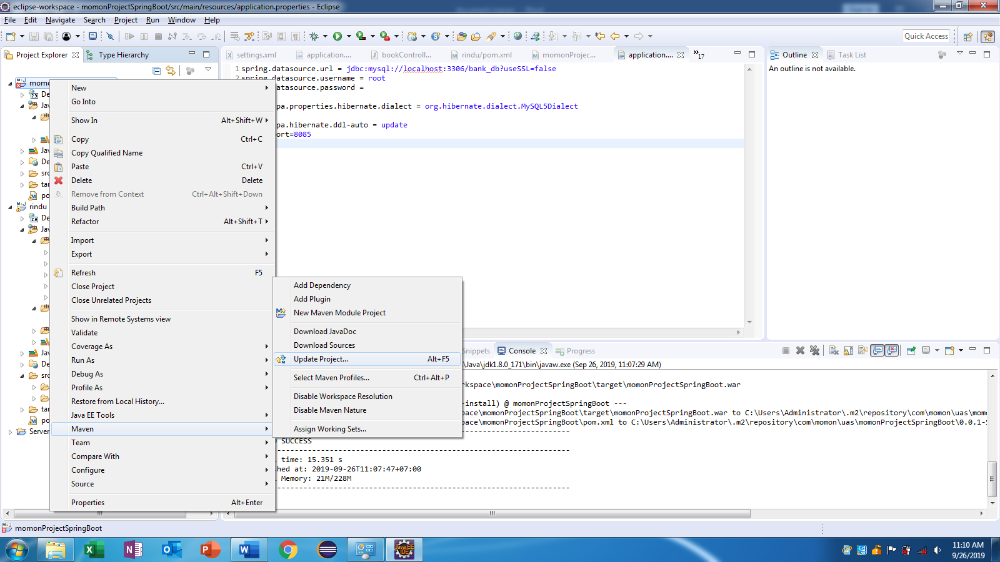 eclipse-workspace - momonProjectSpringBoot/src/main/resources/application.properties - Eclipse
File Edit Navigate Search Project Run Window Help
Quick Access
Project Explorer Type Hierarchy
settings.xml application.... bookControll... rindu/pom.xml momonProjec... application.... »17
Outline Task List
An outline is not available.
1 spring.datasource.url = jdbc:mysql://localhost:3306/bank_db?useSSL=false
2 spring.datasource.username = root
atasource.password =
pa.properties.hibernate.dialect = org.hibernate.dialect.MySQL5Dialect
pa.hibernate.ddl-auto = update
ort=8085
momo
De
Jav
Jav
De
src
tar
po
rindu
De
Jav
Jav
De
src
tar
po
Server
New
Go Into
Show In Alt+Shift+W
Copy Ctrl+C
Copy Qualified Name
Paste Ctrl+V
Delete Delete
Remove from Context Ctrl+Alt+Shift+Down
Build Path
Refactor Alt+Shift+T
Import
Export
Refresh F5
Close Project
Close Unrelated Projects
Show in Remote Systems view
Validate
Coverage As
Run As
Debug As
Profile As
Restore from Local History...
Java EE Tools
Maven
Team
Compare With
Configure
Source
Properties Alt+Enter
Add Dependency
Add Plugin
New Maven Module Project
Download JavaDoc
Download Sources
Update Project... Alt+F5
Select Maven Profiles... Ctrl+Alt+P
Disable Workspace Resolution
Disable Maven Nature
Assign Working Sets...
Snippets Console Progress
\Java\jdk1.8.0_171\bin\javaw.exe (Sep 26, 2019, 11:07:29 AM)
rkspace\momonProjectSpringBoot\target\momonProjectSpringBoot.war
-install) @ momonProjectSpringBoot ---
space\momonProjectSpringBoot\target\momonProjectSpringBoot.war to C:\Users\Administrator\.m2\repository\com\momon\uas\momo
space\momonProjectSpringBoot\pom.xml to C:\Users\Administrator\.m2\repository\com\momon\uas\momonProjectSpringBoot\0.0.1-S
------------------------------------------------------------------------
SUCCESS
------------------------------------------------------------------------
l time: 15.351 s
shed at: 2019-09-26T11:07:47+07:00
Memory: 21M/228M
------------------------------------------------------------------------
momonProjectSpringBoot
Java EE
IDE
11:10 AM
9/26/2019